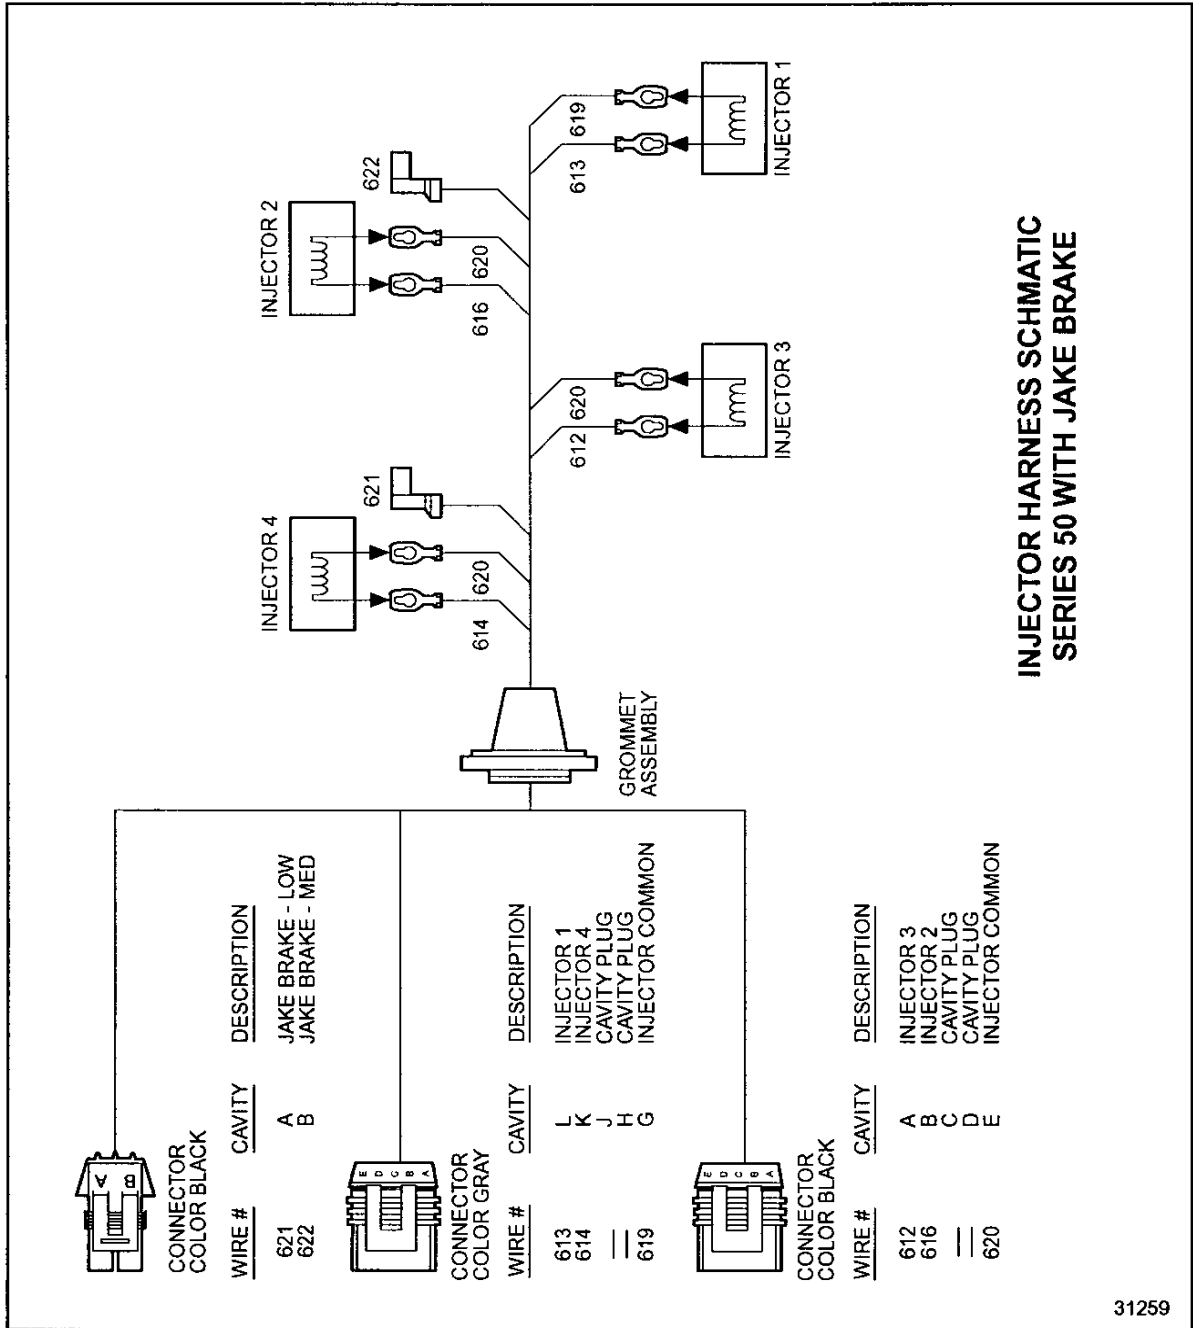 CONNECTOR
COLOR BLACK
A
B
WIRE # CAVITY DESCRIPTION
621 A JAKE BRAKE - LOW
622 B JAKE BRAKE - MED
CONNECTOR
COLOR GRAY
E
D
C
B
A
WIRE # CAVITY DESCRIPTION
613 L INJECTOR 1
614 K INJECTOR 4
— J CAVITY PLUG
— H CAVITY PLUG
619 G INJECTOR COMMON
CONNECTOR
COLOR BLACK
E
D
C
B
A
WIRE # CAVITY DESCRIPTION
612 A INJECTOR 3
616 B INJECTOR 2
— C CAVITY PLUG
— D CAVITY PLUG
620 E INJECTOR COMMON
GROMMET
ASSEMBLY
INJECTOR 4
614
620
621
INJECTOR 2
616
620
622
612
620
INJECTOR 3
613
619
INJECTOR 1
INJECTOR HARNESS SCHMATIC
SERIES 50 WITH JAKE BRAKE
31259